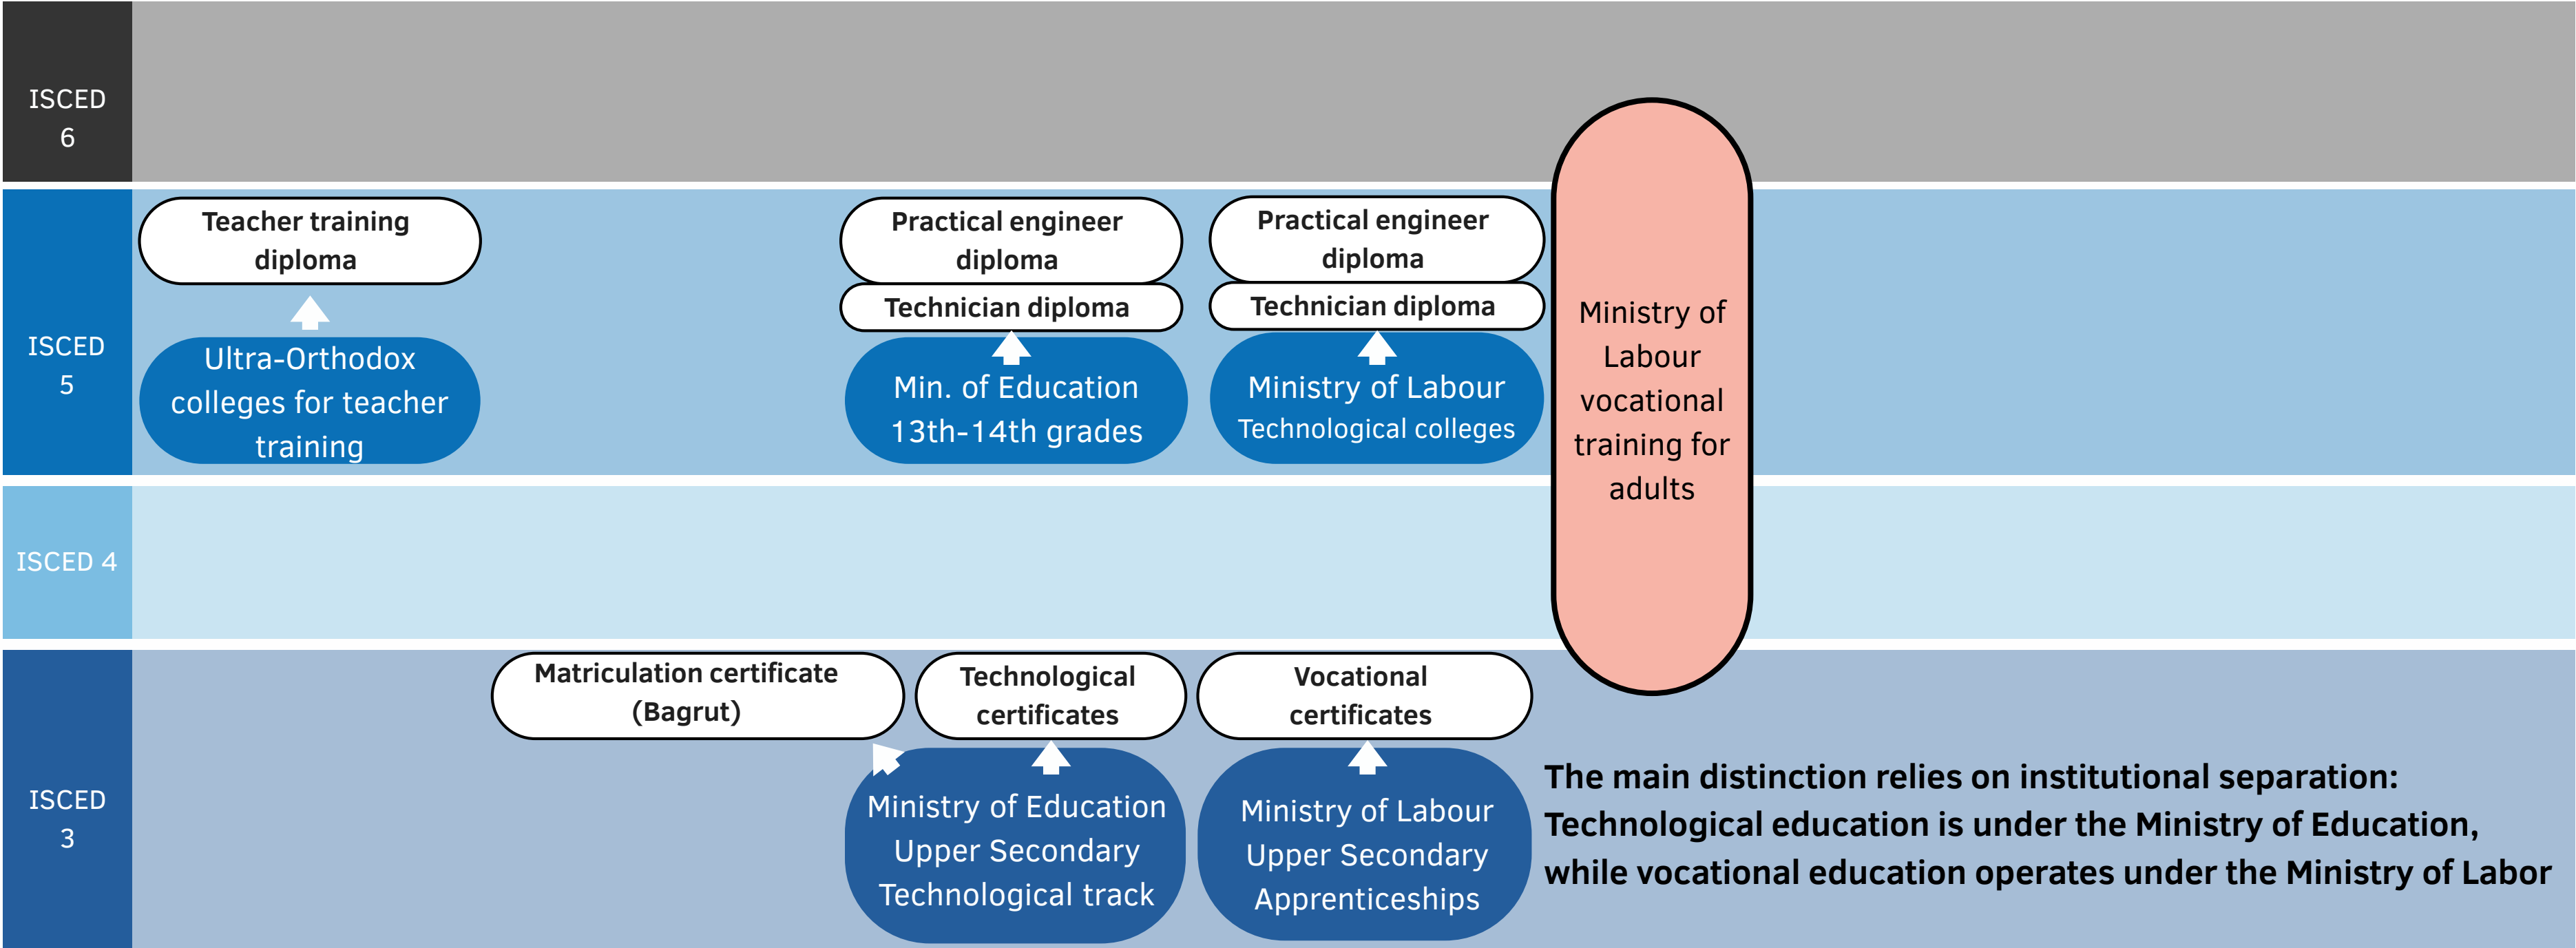 ISCED
6
Teacher training
diploma
Practical engineer
diploma
Technician diploma
Practical engineer
diploma
Technician diploma
ISCED
5
Ultra-Orthodox
colleges for teacher
training
Min. of Education
13th-14th grades
Ministry of Labour
Technological colleges
Ministry of
Labour
vocational
training for
adults
ISCED 4
Matriculation certificate
(Bagrut)
Technological
certificates
Vocational
certificates
ISCED
3
Ministry of Education
Upper Secondary
Technological track
Ministry of Labour
Upper Secondary
Apprenticeships
The main distinction relies on institutional separation:
Technological education is under the Ministry of Education,
while vocational education operates under the Ministry of Labor